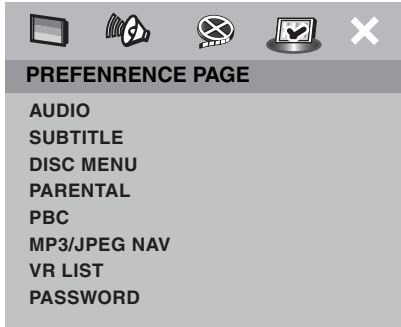 PREFENRENCE PAGE
AUDIO
SUBTITLE
DISC MENU
PARENTAL
PBC
MP3/JPEG NAV
VR LIST
PASSWORD